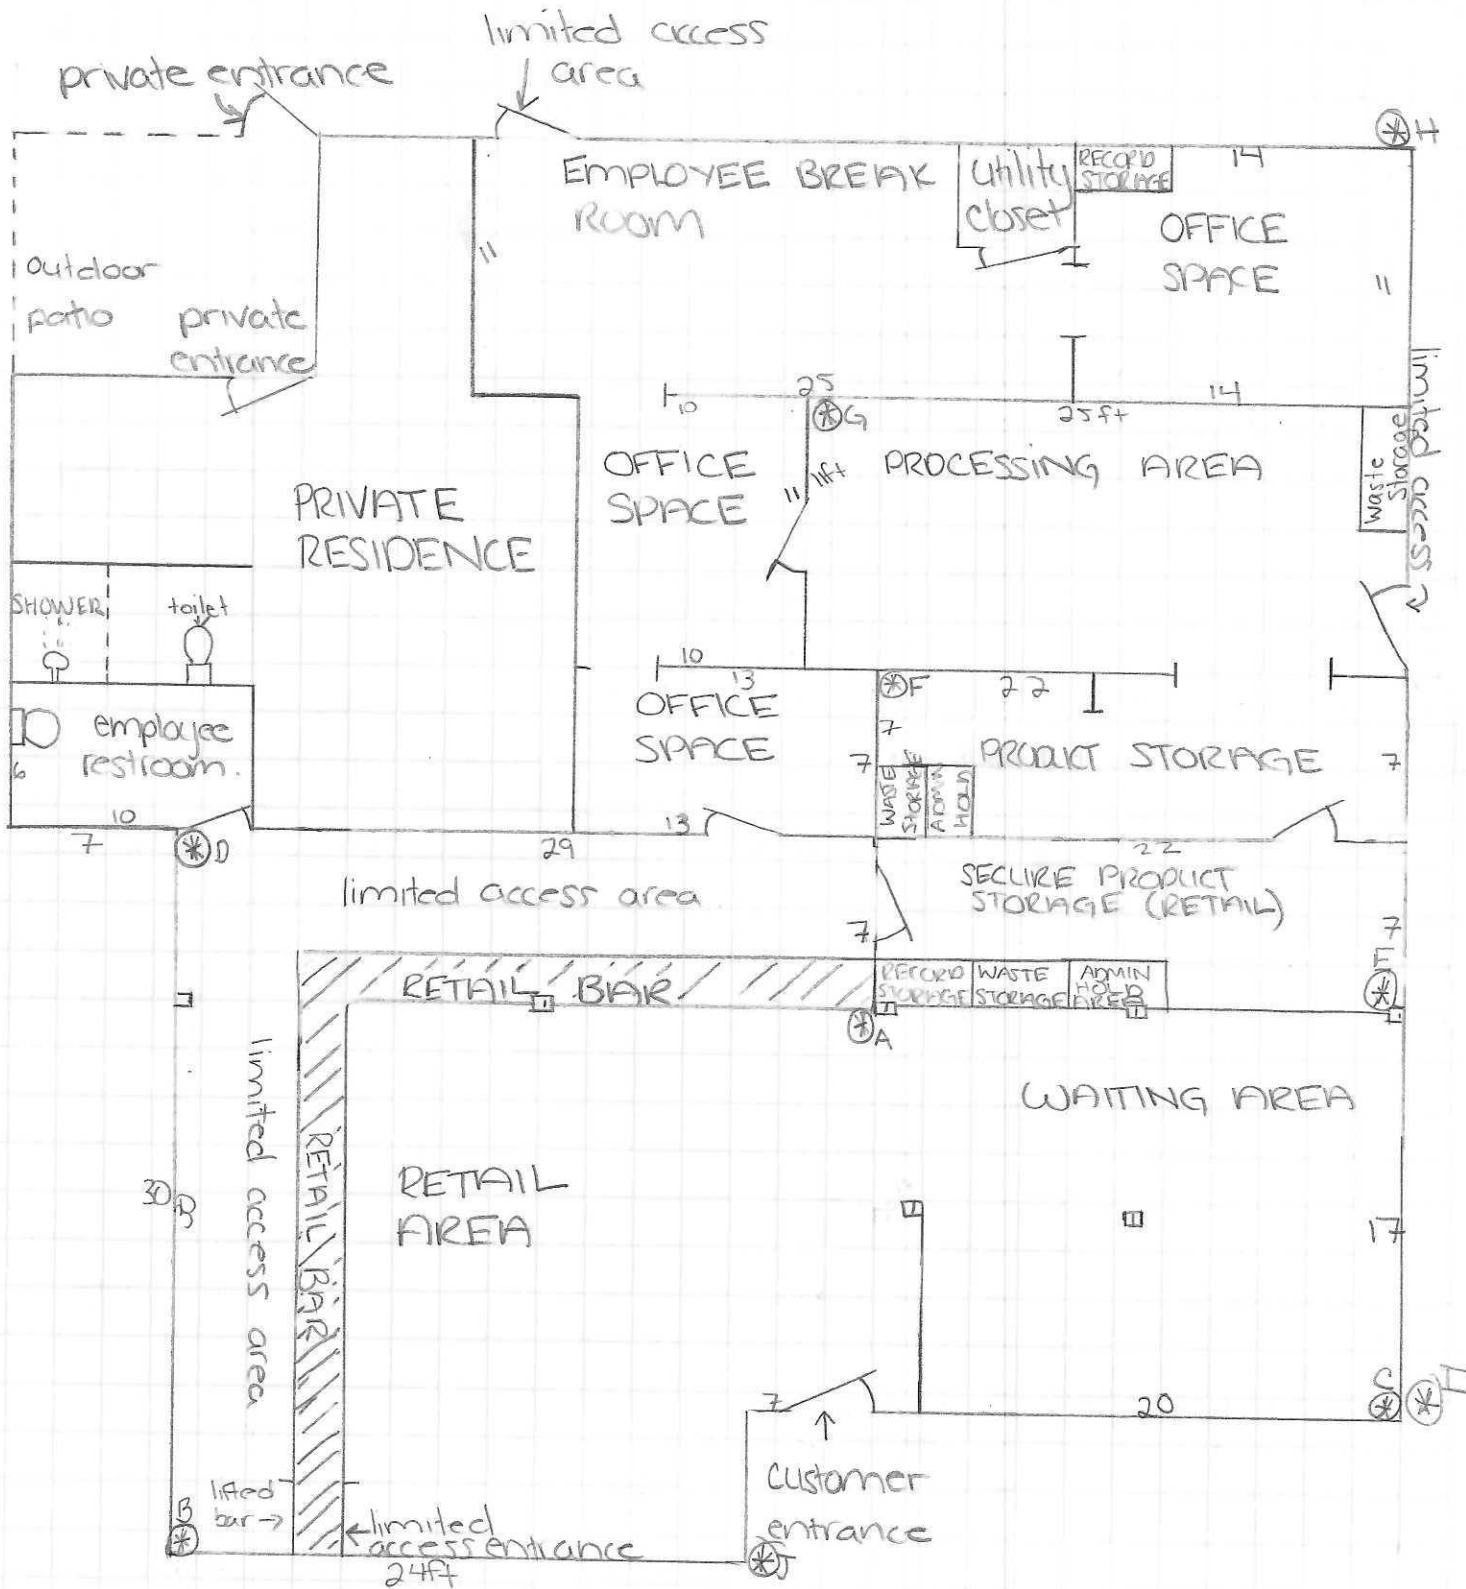 limited access
area
private entrance
H
EMPLOYEE BREAK
ROOM
utility
closet
RECORD
STORAGE
14
OFFICE
SPACE
11
11
outdoor
patio
private
entrance
limited access
10
25
G
25ft
14
OFFICE
SPACE
11
11ft
PROCESSING AREA
Waste
Storage
PRIVATE
RESIDENCE
SHOWER
toilet
10
13
F
22
OFFICE
SPACE
7
7
PRODUCT STORAGE
7
employee
restroom.
6
WASTE
STORAGE
ADMIN
HOLD
10
13
7
D
29
22
limited access area
SECURE PRODUCT
STORAGE (RETAIL)
7
7
E
RETAIL BAR
RECORD
STORAGE
WASTE
STORAGE
ADMIN
HOLD
AREA
A
limited access area
RETAIL BAR
WAITING AREA
RETAIL
AREA
30
17
7
20
C
I
customer
entrance
lifted
bar →
B
limited
access entrance
24ft
J